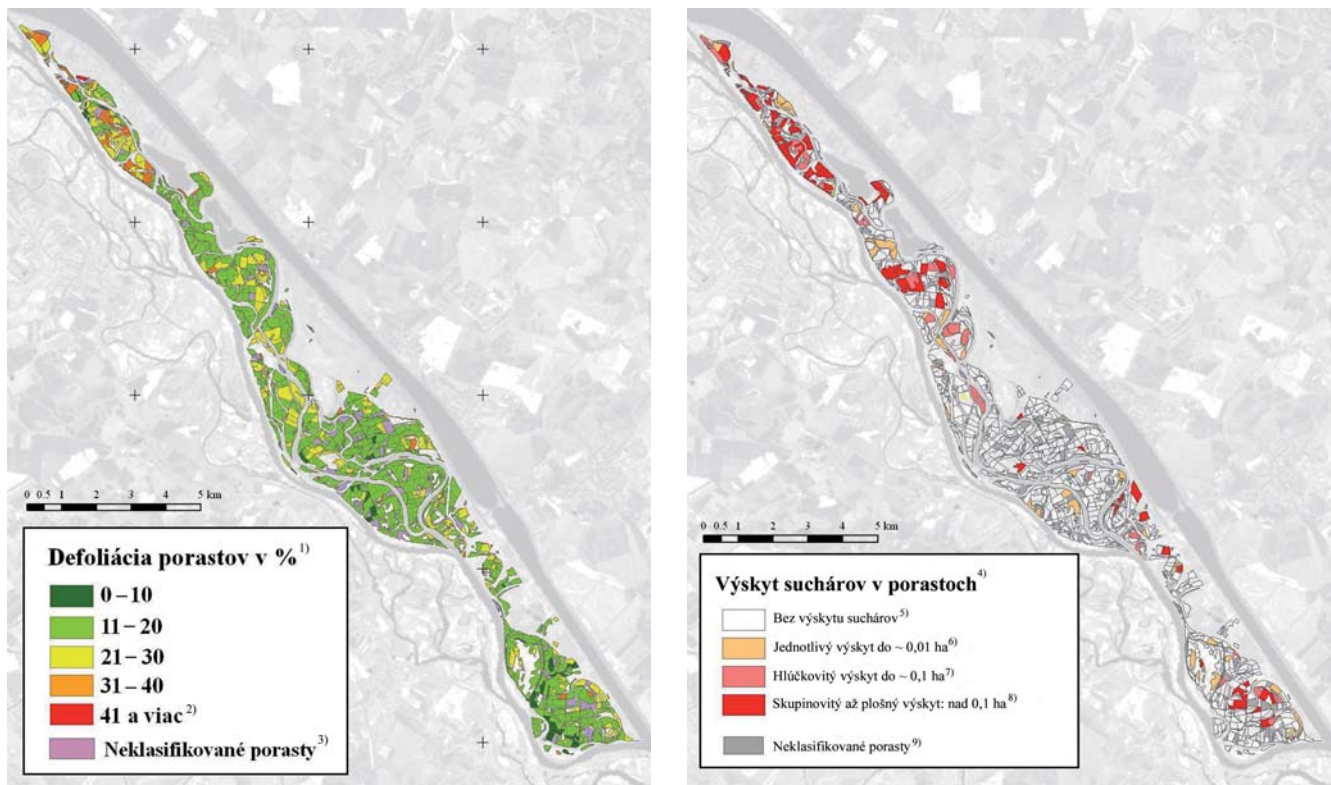 0 0.5 1 2 3 4 5 km
Defoliácia porastov v % 1)
0 – 10
11 – 20
21 – 30
31 – 40
41 a viac 2)
Neklasifikované porasty 3)
0 0.5 1 2 3 4 5 km
Výskyt suchárov v porastoch 4)
Bez výskytu suchárov 5)
Jednotlivý výskyt do ~ 0,01 ha 6)
Hlúčkovitý výskyt do ~ 0,1 ha 7)
Skupinovitý až plošný výskyt: nad 0,1 ha 8)
Neklasifikované porasty 9)